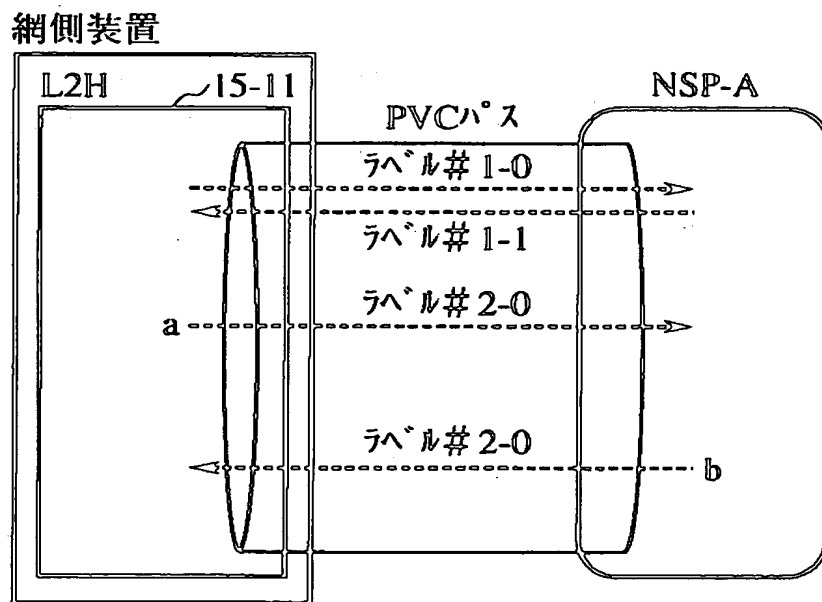 網側装置
L2H 15-11 NSP-A
PVCパス
ラベル#1-0
ラベル#1-1
a ラベル#2-0
ラベル#2-0
b